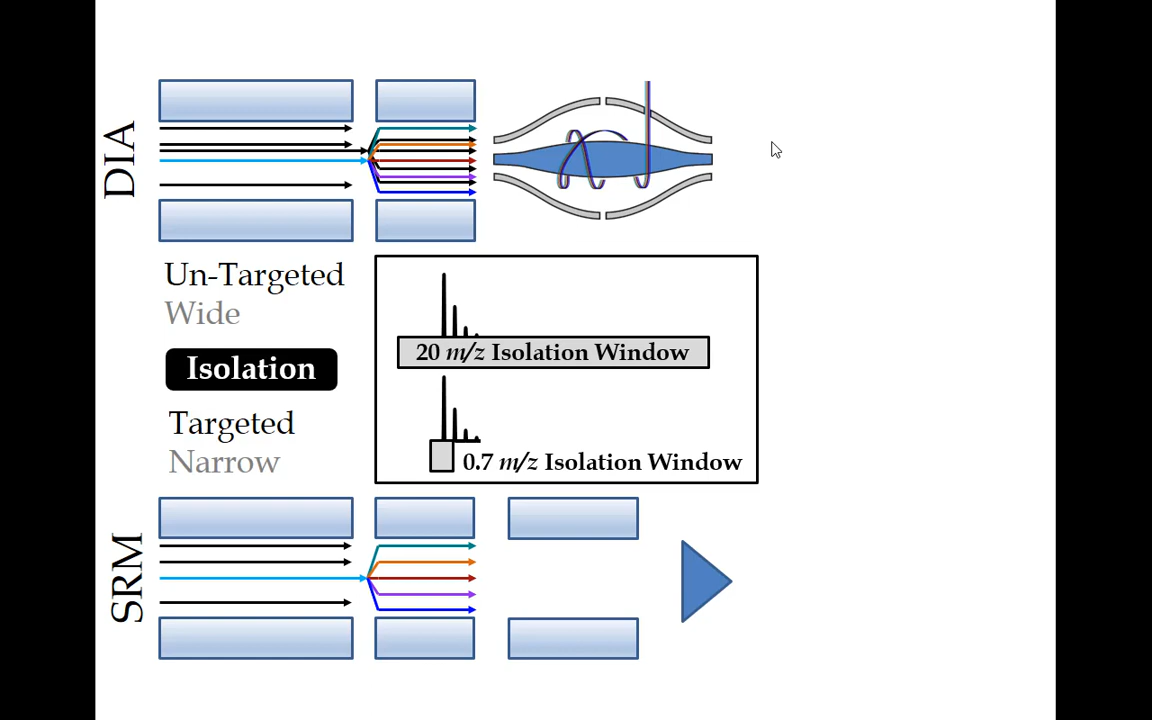 DIA
Un-Targeted
Wide
Isolation
Targeted
Narrow
20 m/z Isolation Window
0.7 m/z Isolation Window
SRM